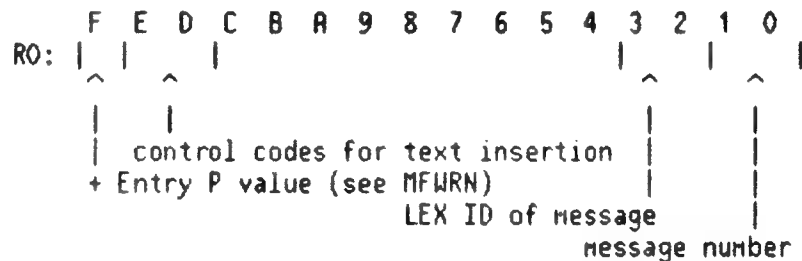 F E D C B A 9 8 7 6 5 4 3 2 1 0
R0: | | | | | |
^ ^ ^ ^
| | | |
| control codes for text insertion | |
+ Entry P value (see MFWRN) | |
LEX ID of message |
message number